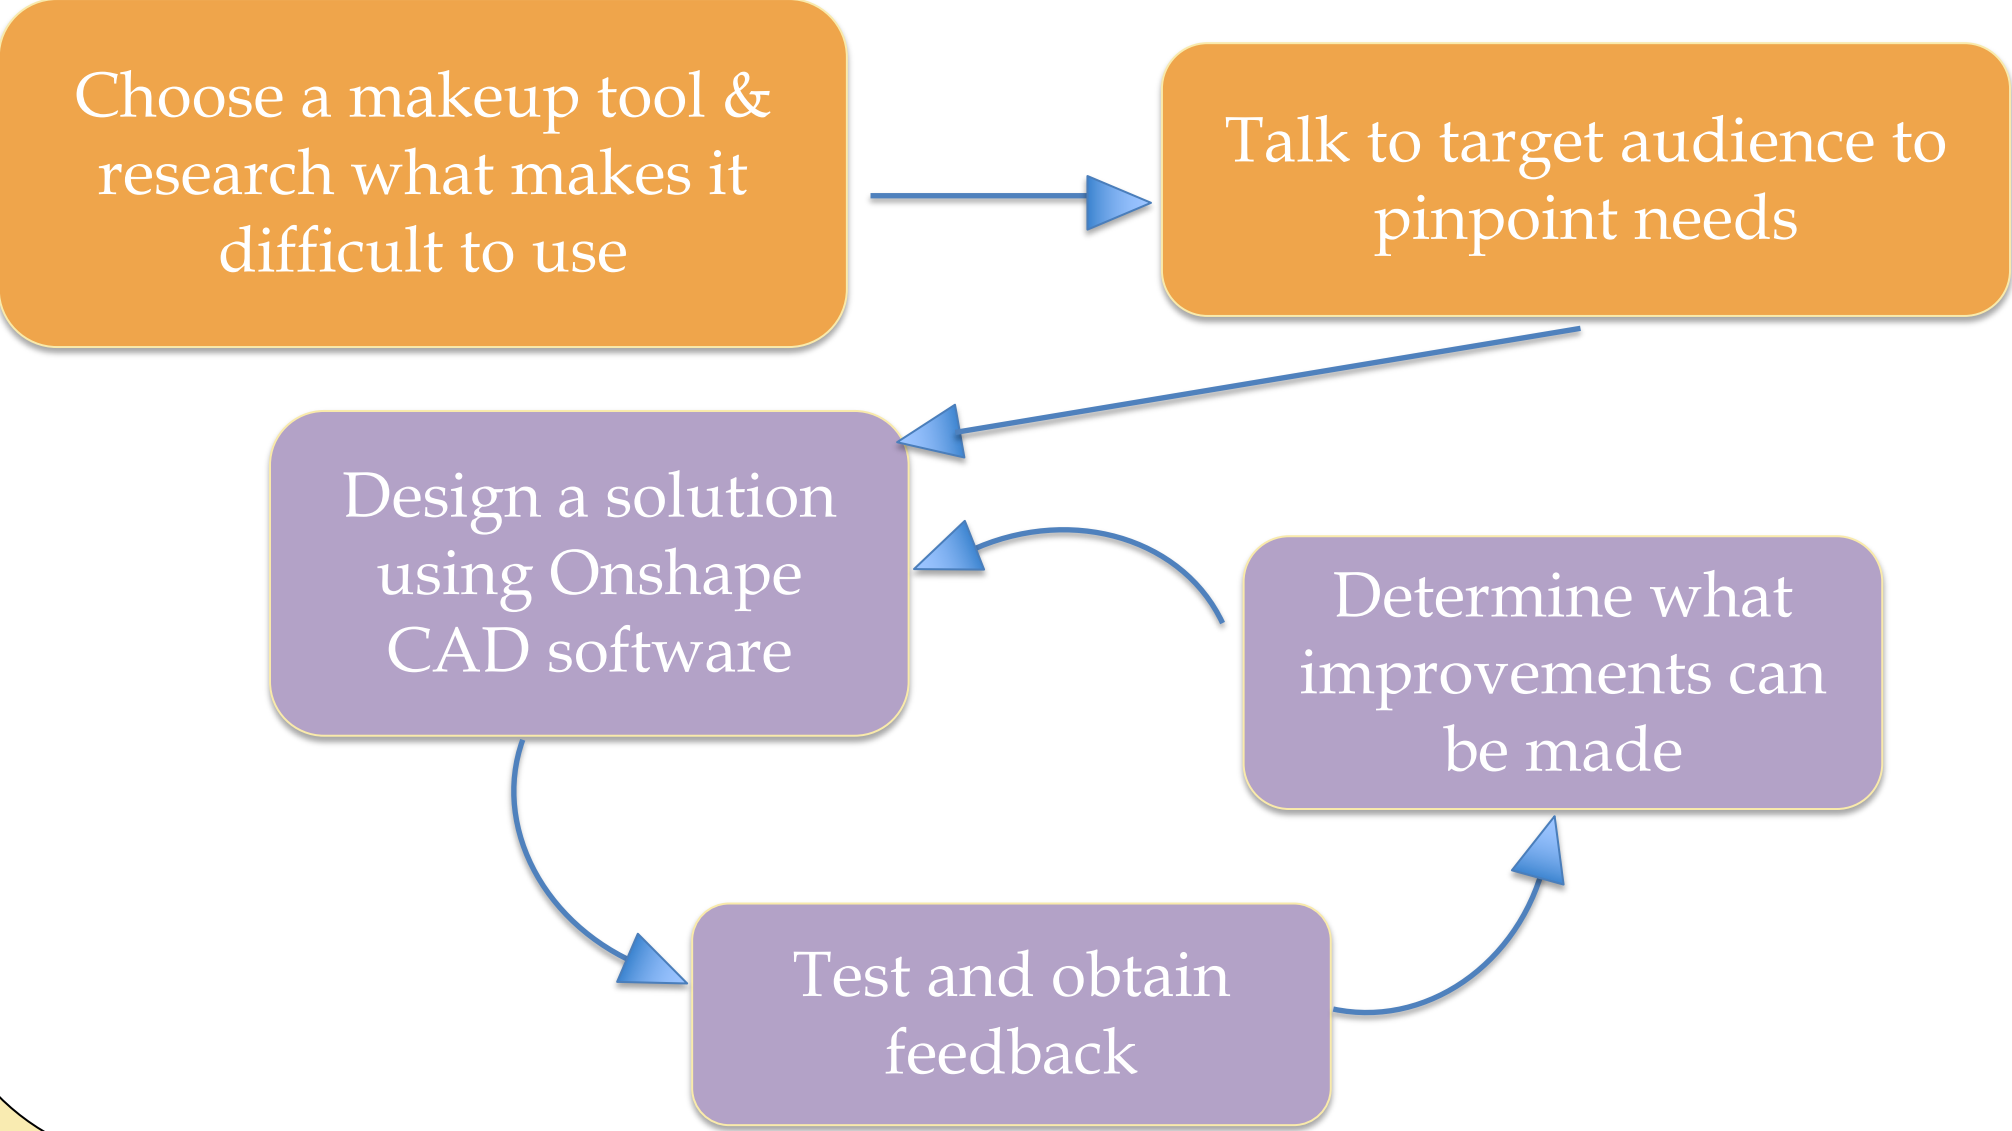 Choose a makeup tool &
research what makes it
difficult to use
Talk to target audience to
pinpoint needs
Design a solution
using Onshape
CAD software
Determine what
improvements can
be made
Test and obtain
feedback